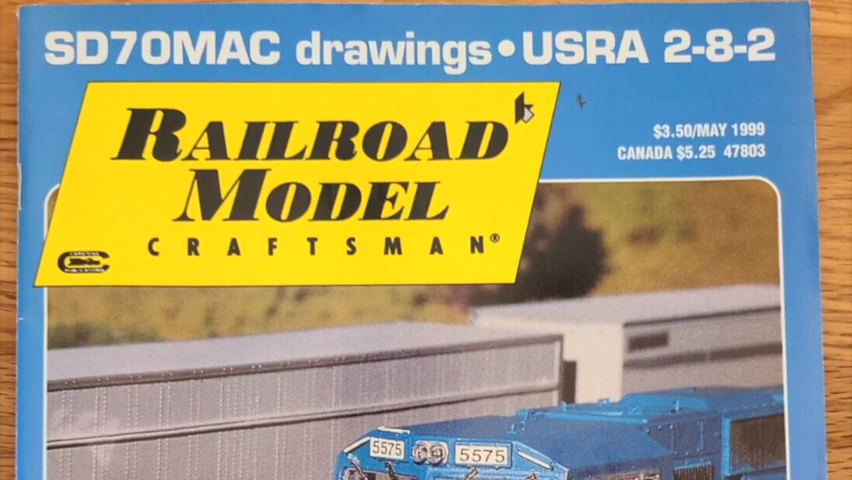 SD70MAC drawings • USRA 2-8-2
RAILROAD
MODEL
CRAFTSMAN®
$3.50/MAY 1999
CANADA $5.25 47803
5575 5575